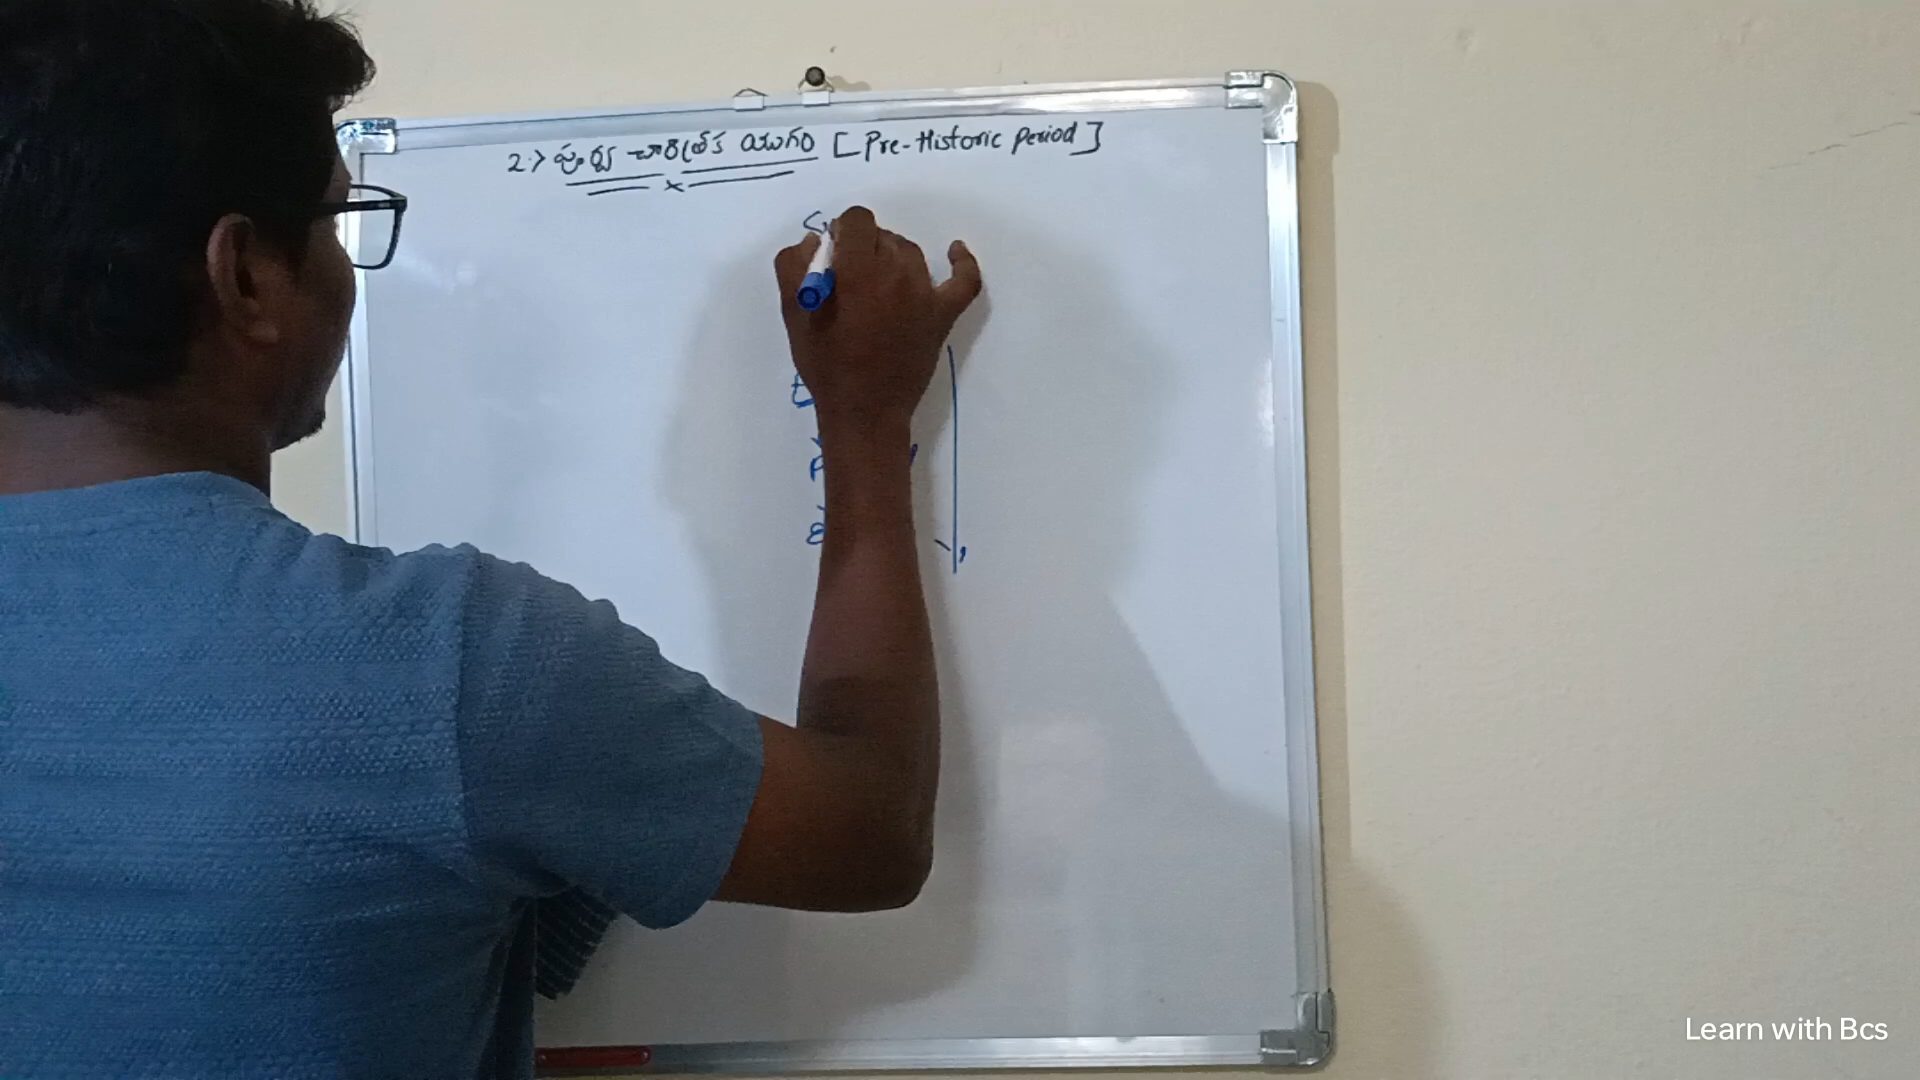 2.> పూర్వ చారిత్రక యుగం [Pre-Historic Period]
Learn with Bcs